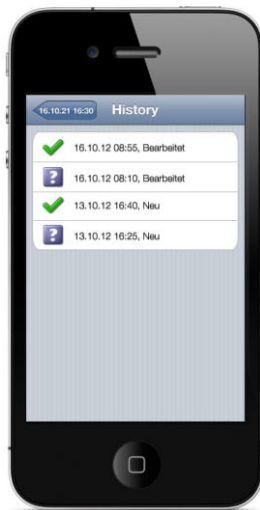 16.10.21 16:30 History
16.10.12 08:55, Bearbeitet
?
16.10.12 08:10, Bearbeitet
13.10.12 16:40, Neu
?
13.10.12 16:25, Neu